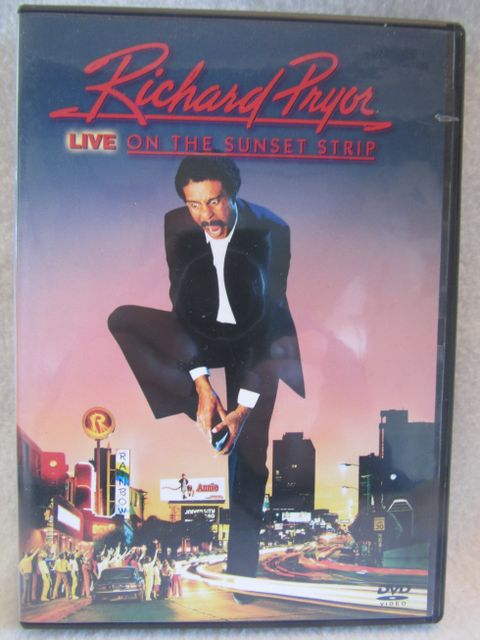 Richard Pryor
LIVE ON THE SUNSET STRIP
R
RAINBOW
Annie
DVD
VIDEO